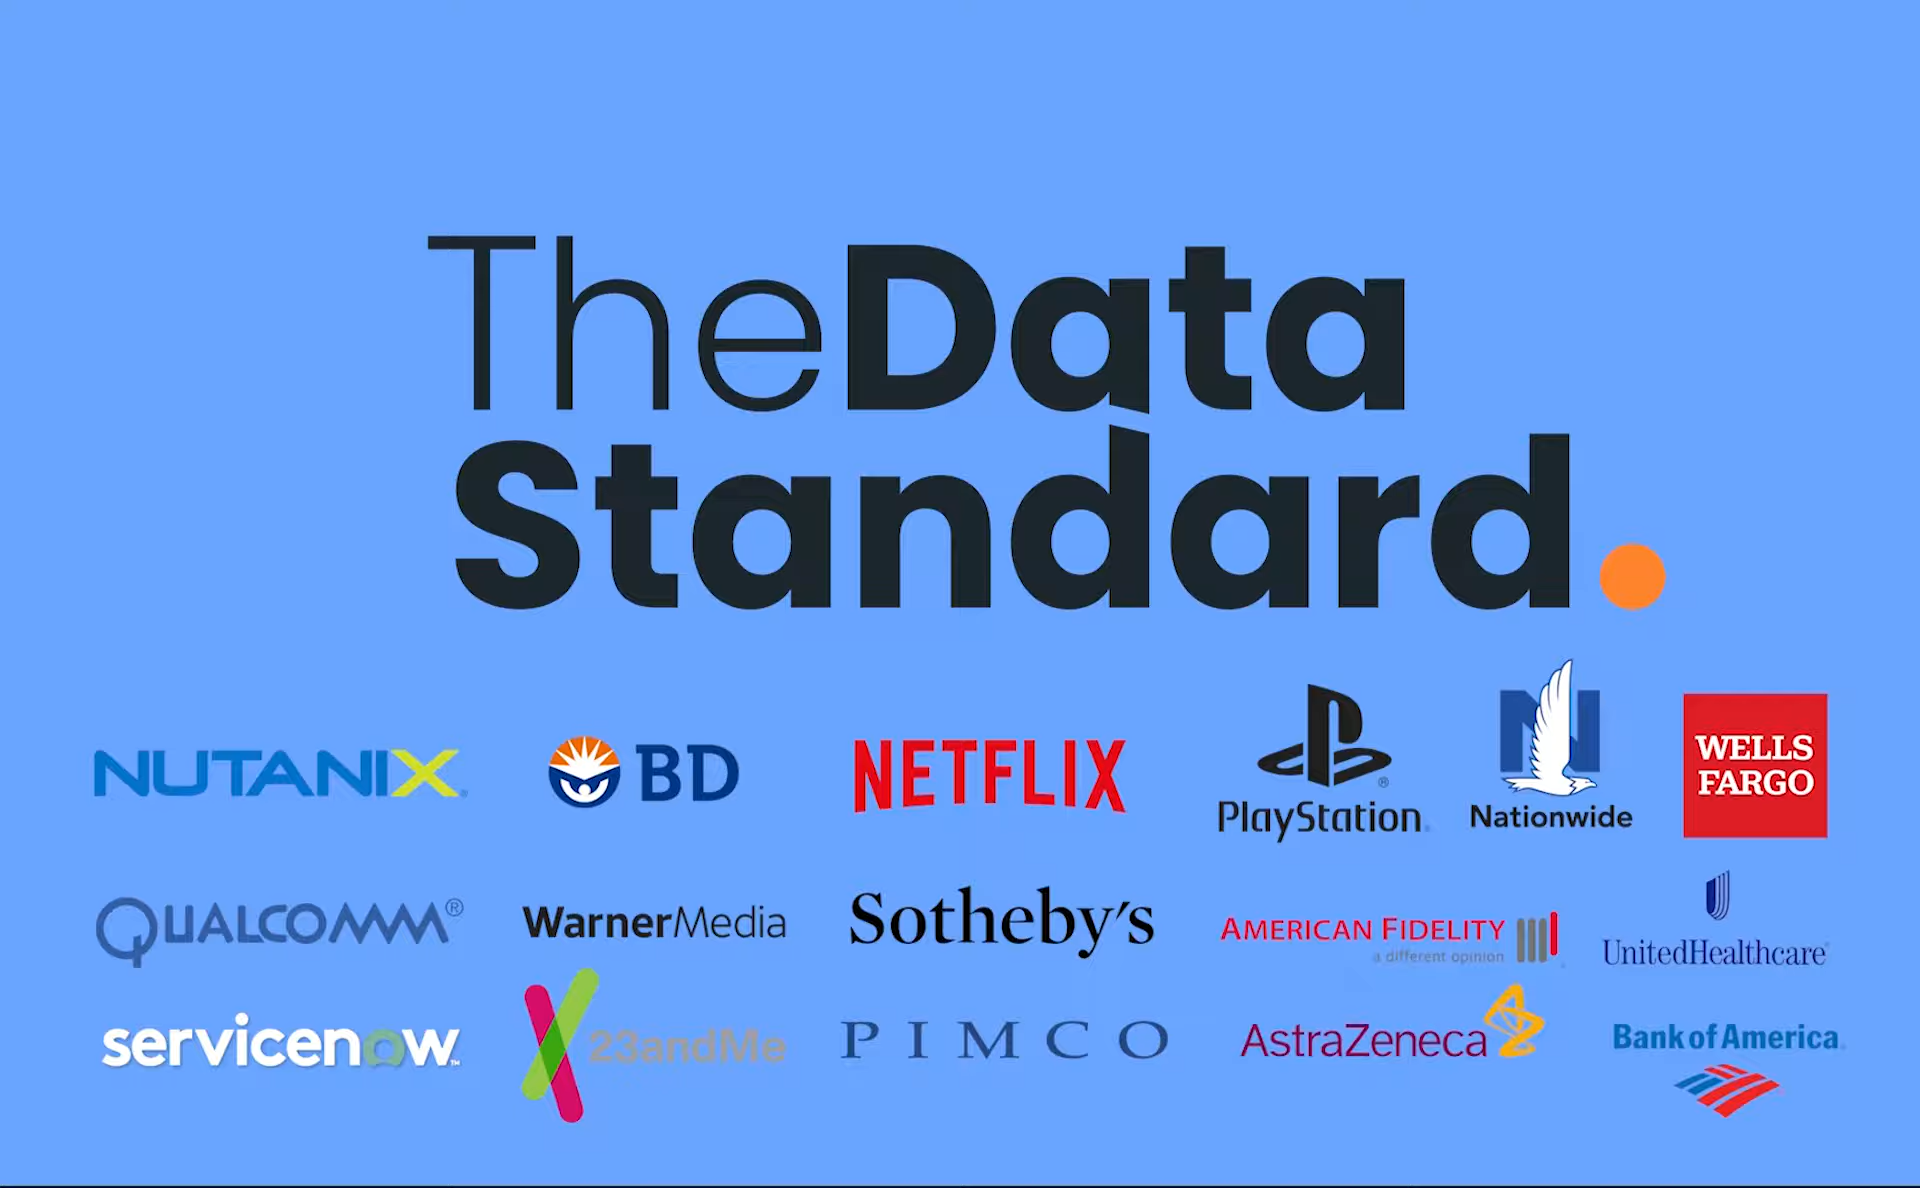 TheData
Standard.
NUTANIX
BD
NETFLIX
PlayStation
Nationwide
WELLS
FARGO
QUALCOMM
WarnerMedia
Sotheby's
AMERICAN FIDELITY
a different opinion
UnitedHealthcare
servicenow
23andMe
PIMCO
AstraZeneca
Bank of America